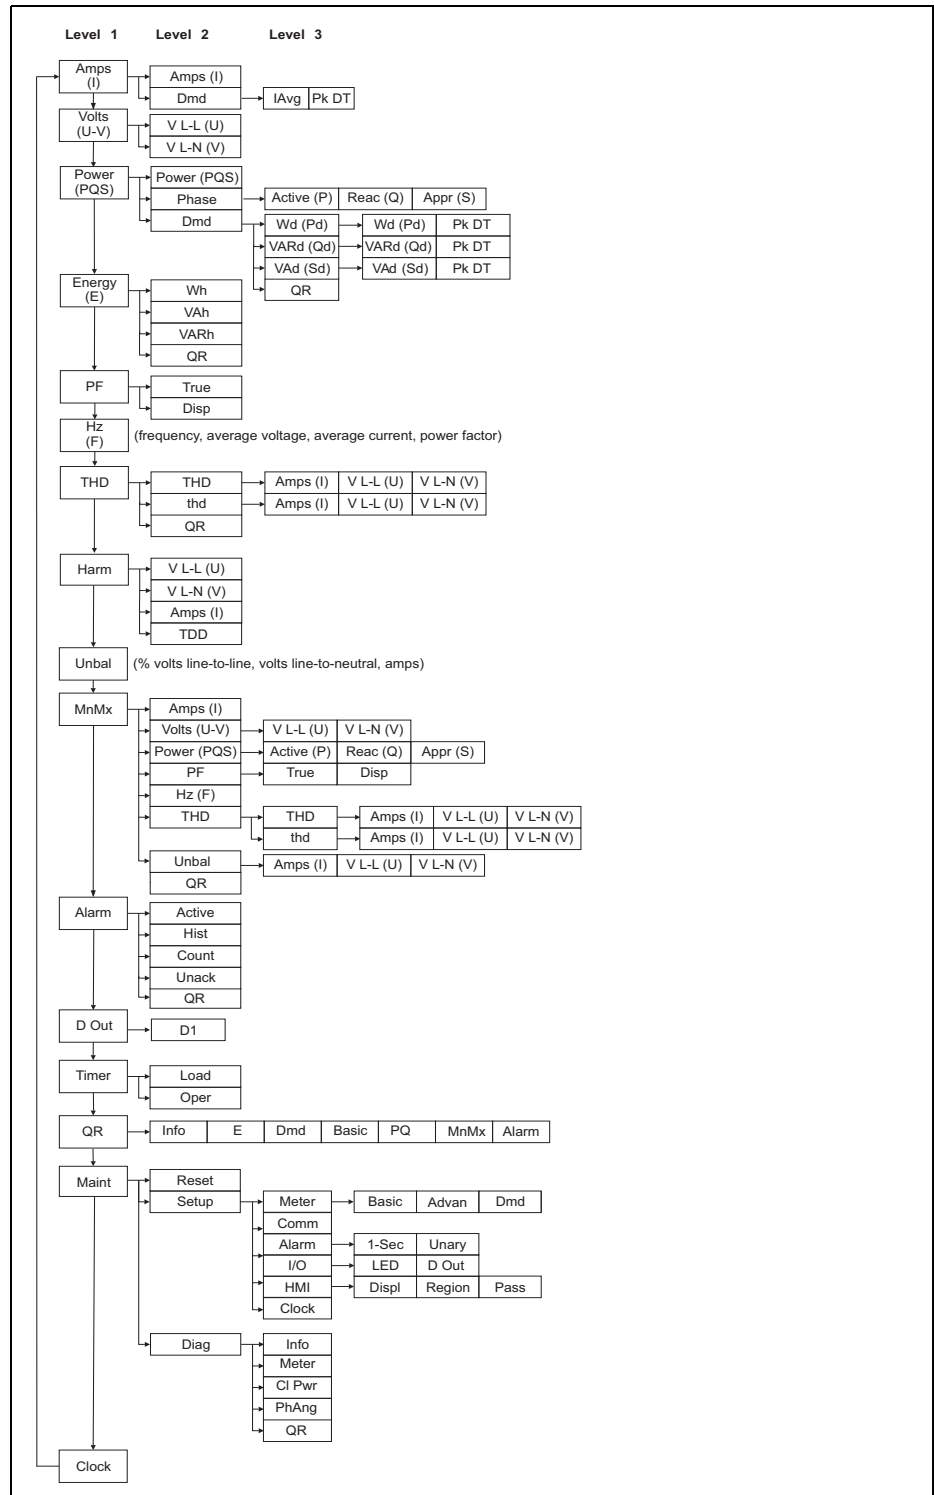 Level 1 Level 2 Level 3
Amps (I)
Amps (I)
Dmd IAvg Pk DT
Volts (U-V)
V L-L (U)
V L-N (V)
Power (PQS)
Power (PQS)
Phase Active (P) Reac (Q) Appr (S)
Dmd Wd (Pd) Wd (Pd) Pk DT
VARd (Qd) VARd (Qd) Pk DT
VAd (Sd) VAd (Sd) Pk DT
QR
Energy (E)
Wh
VAh
VARh
QR
PF
True
Disp
Hz (F)
(frequency, average voltage, average current, power factor)
THD
THD Amps (I) V L-L (U) V L-N (V)
thd Amps (I) V L-L (U) V L-N (V)
QR
Harm
V L-L (U)
V L-N (V)
Amps (I)
TDD
Unbal (% volts line-to-line, volts line-to-neutral, amps)
MnMx
Amps (I)
Volts (U-V) V L-L (U) V L-N (V)
Power (PQS) Active (P) Reac (Q) Appr (S)
PF True Disp
Hz (F)
THD THD Amps (I) V L-L (U) V L-N (V)
thd Amps (I) V L-L (U) V L-N (V)
Unbal Amps (I) V L-L (U) V L-N (V)
QR
Alarm
Active
Hist
Count
Unack
QR
D Out D1
Timer
Load
Oper
QR Info E Dmd Basic PQ MnMx Alarm
Maint
Reset
Setup Meter Basic Advan Dmd
Comm
Alarm 1-Sec Unary
I/O LED D Out
HMI Displ Region Pass
Clock
Diag Info
Meter
Cl Pwr
PhAng
QR
Clock